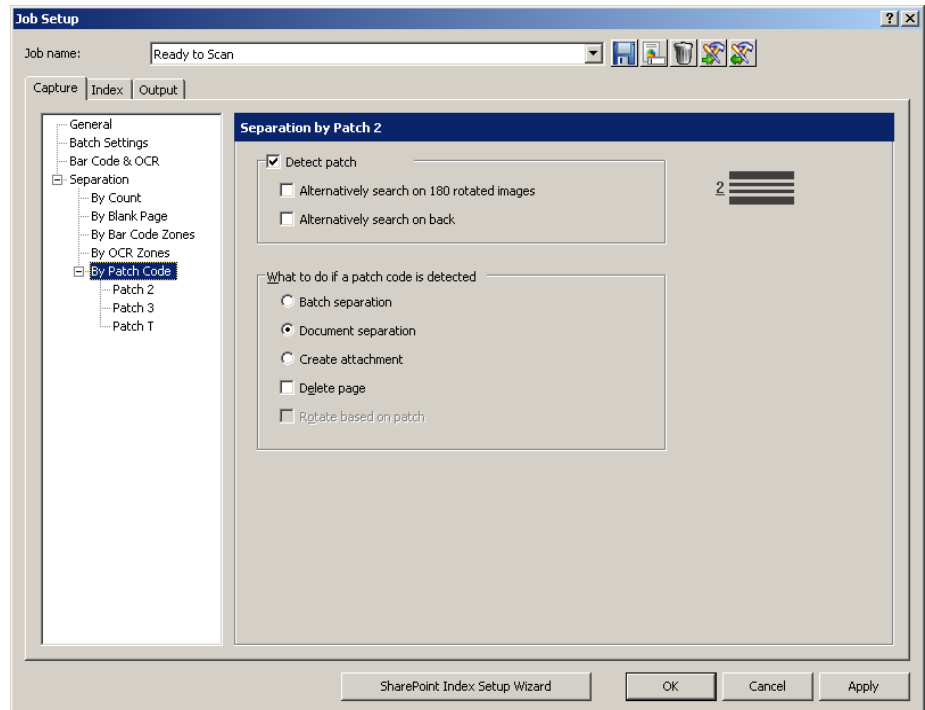 Job Setup
Job name: Ready to Scan
Capture Index Output
General
Batch Settings
Bar Code & OCR
Separation
By Count
By Blank Page
By Bar Code Zones
By OCR Zones
By Patch Code
Patch 2
Patch 3
Patch T
Separation by Patch 2
Detect patch
Alternatively search on 180 rotated images
Alternatively search on back
2
What to do if a patch code is detected
Batch separation
Document separation
Create attachment
Delete page
Rotate based on patch
SharePoint Index Setup Wizard OK Cancel Apply